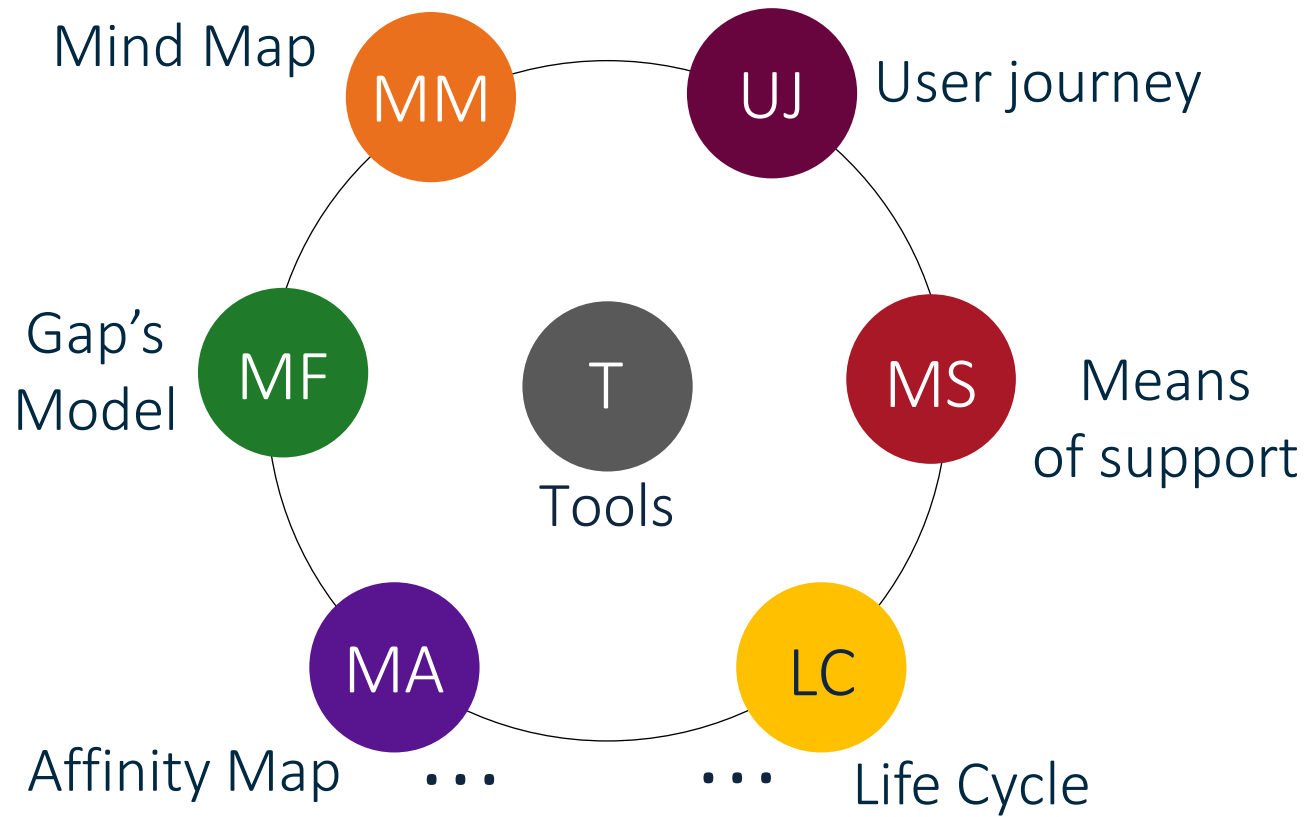 Mind Map
MM
UJ
User journey
Gap’s
Model
MF
T
Tools
MS
Means
of support
MA
Affinity Map
...
...
LC
Life Cycle